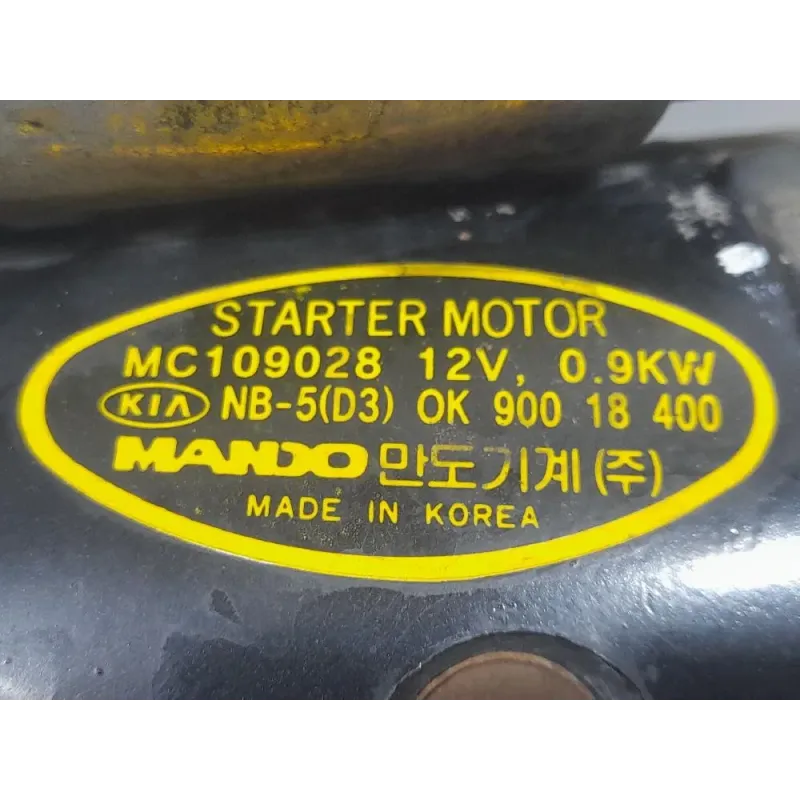 STARTER MOTOR
MC109028 12V, 0.9KW
KIA NB-5(D3) OK 900 18 400
MANDO 만도기계(주)
MADE IN KOREA